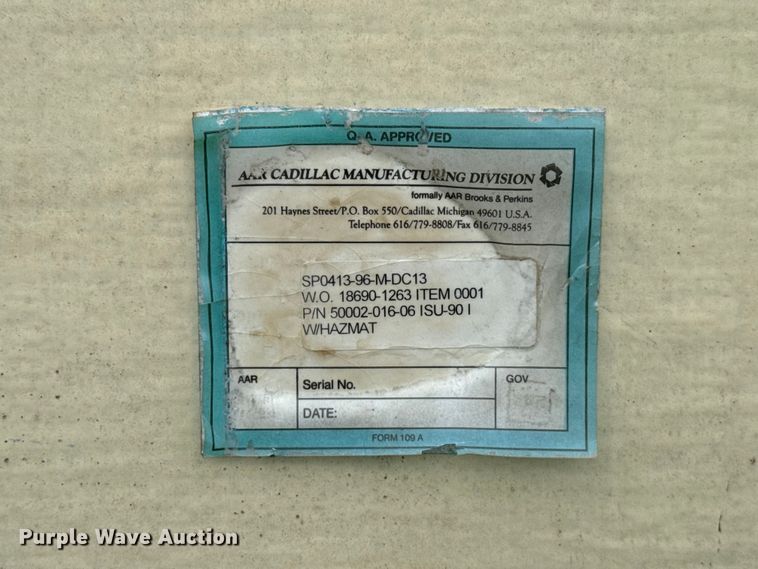 Q.A. APPROVED
AAR CADILLAC MANUFACTURING DIVISION
formally AAR Brooks & Perkins
201 Haynes Street/P.O. Box 550/Cadillac Michigan 49601 U.S.A.
Telephone 616/779-8808/Fax 616/779-8845
SP0413-96-M-DC13
W.O. 18690-1263 ITEM 0001
P/N 50002-016-06 ISU-90 I
W/HAZMAT
AAR
Serial No.
GOV
DATE:
FORM 109 A
Purple Wave Auction